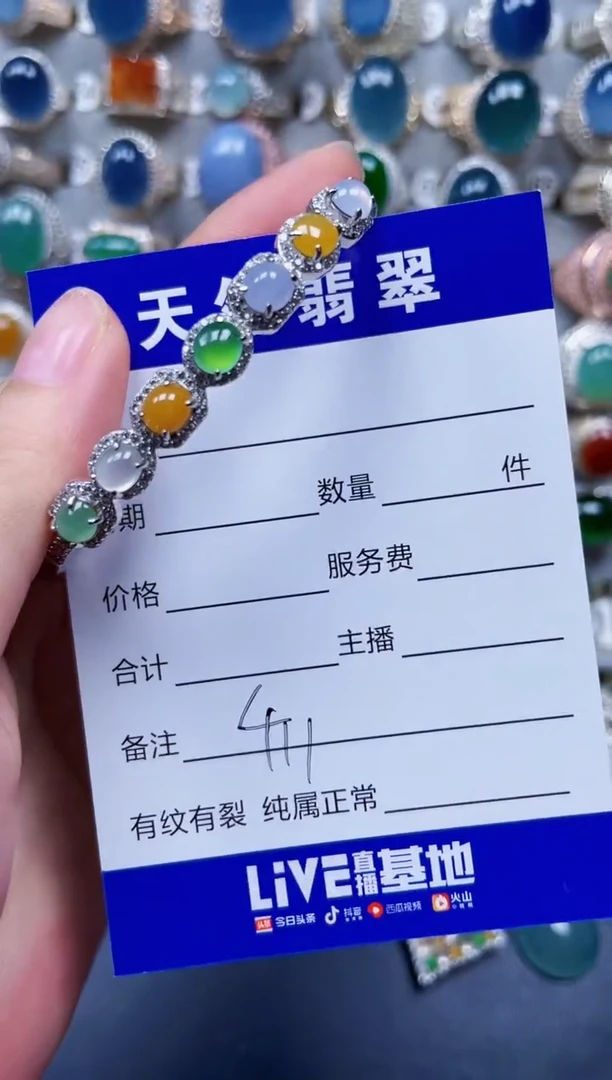 天 翡翠
期 数量 件
价格 服务费
合计 主播
备注
有纹有裂 纯属正常
LiVE直播基地
头条 今日头条 抖音 西瓜视频 火山